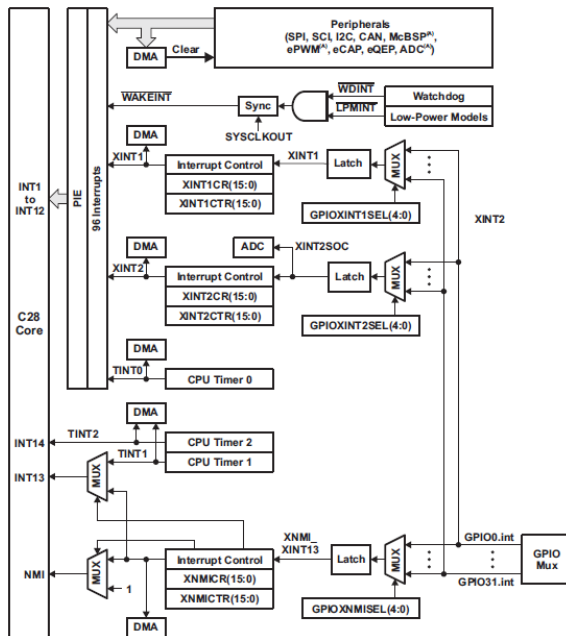 Peripherals
(SPI, SCI, I2C, CAN, McBSP(A),
ePWM(A), eCAP, eQEP, ADC(A))
DMA
Clear
WAKEINT
Sync
WDINT
LPMINT
Watchdog
Low-Power Models
SYSCLKOUT
DMA
XINT1
Interrupt Control
XINT1CR(15:0)
XINT1CTR(15:0)
XINT1
Latch
MUX
GPIOXINT1SEL(4:0)
INT1
to
INT12
PIE
96 Interrupts
XINT2
C28
Core
DMA
XINT2
Interrupt Control
XINT2CR(15:0)
XINT2CTR(15:0)
ADC
XINT2SOC
Latch
MUX
GPIOXINT2SEL(4:0)
DMA
TINT0
CPU Timer 0
DMA
INT14
TINT2
CPU Timer 2
TINT1
CPU Timer 1
INT13
MUX
NMI
MUX
1
Interrupt Control
XNMICR(15:0)
XNMICTR(15:0)
DMA
XNMI_
XINT13
Latch
MUX
GPIOXNMISEL(4:0)
GPIO0.int
GPIO31.int
GPIO
Mux